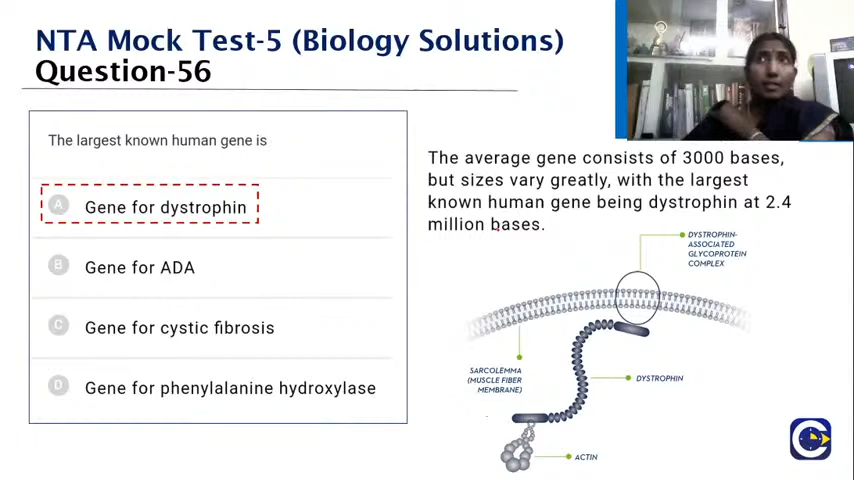 NTA Mock Test-5 (Biology Solutions)
Question-56
The largest known human gene is
A Gene for dystrophin
B Gene for ADA
C Gene for cystic fibrosis
D Gene for phenylalanine hydroxylase
The average gene consists of 3000 bases,
but sizes vary greatly, with the largest
known human gene being dystrophin at 2.4
million bases.
DYSTROPHIN-
ASSOCIATED
GLYCOPROTEIN
COMPLEX
SARCOLEMMA
(MUSCLE FIBER
MEMBRANE)
DYSTROPHIN
ACTIN